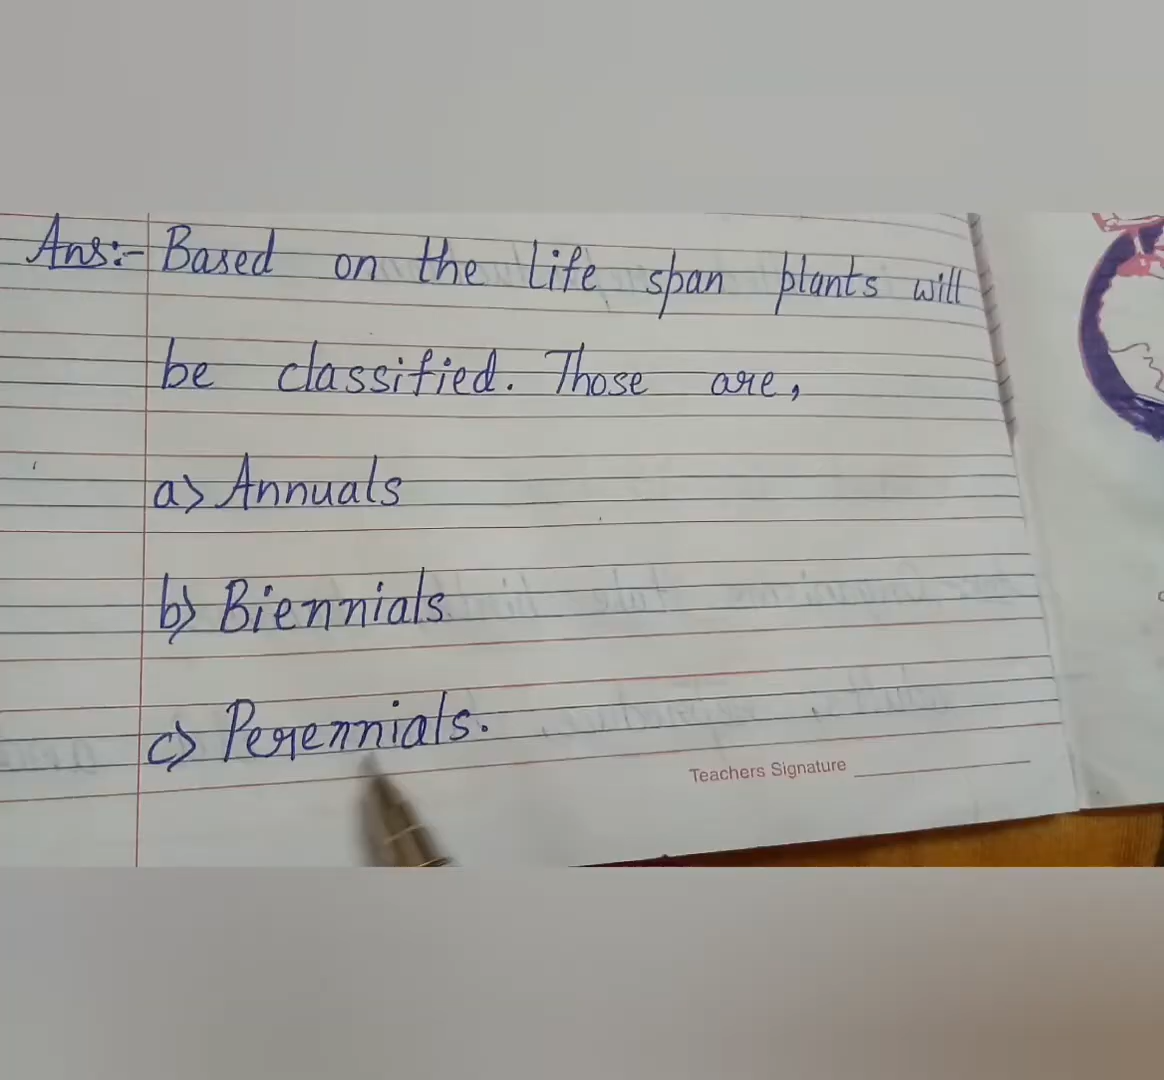 Ans:- Based on the life span plants will
be classified. Those are,
a) Annuals
b) Biennials
c) Perennials.
Teachers Signature